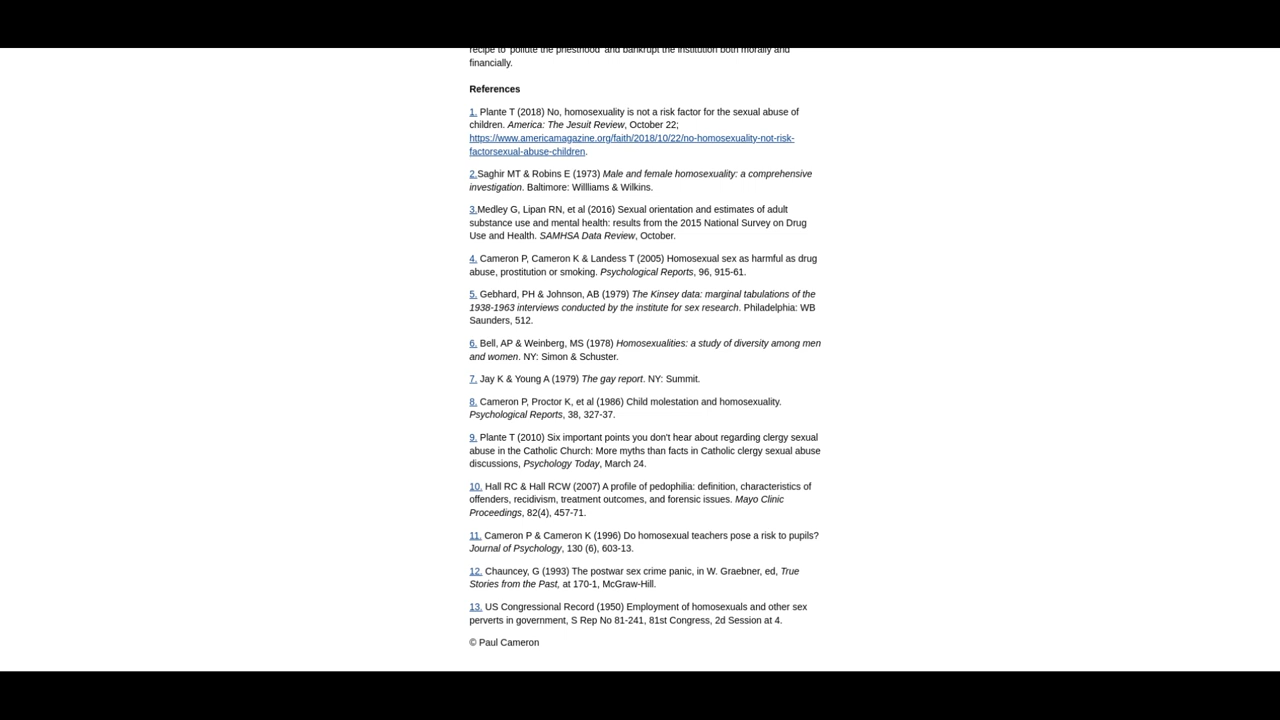 recipe to 'pollute the priesthood' and bankrupt the institution both morally and
financially.
References
1. Plante T (2018) No, homosexuality is not a risk factor for the sexual abuse of
children. America: The Jesuit Review, October 22;
https://www.americamagazine.org/faith/2018/10/22/no-homosexuality-not-risk-
factorsexual-abuse-children.
2.Saghir MT & Robins E (1973) Male and female homosexuality: a comprehensive
investigation. Baltimore: Willliams & Wilkins.
3.Medley G, Lipan RN, et al (2016) Sexual orientation and estimates of adult
substance use and mental health: results from the 2015 National Survey on Drug
Use and Health. SAMHSA Data Review, October.
4. Cameron P, Cameron K & Landess T (2005) Homosexual sex as harmful as drug
abuse, prostitution or smoking. Psychological Reports, 96, 915-61.
5. Gebhard, PH & Johnson, AB (1979) The Kinsey data: marginal tabulations of the
1938-1963 interviews conducted by the institute for sex research. Philadelphia: WB
Saunders, 512.
6. Bell, AP & Weinberg, MS (1978) Homosexualities: a study of diversity among men
and women. NY: Simon & Schuster.
7. Jay K & Young A (1979) The gay report. NY: Summit.
8. Cameron P, Proctor K, et al (1986) Child molestation and homosexuality.
Psychological Reports, 38, 327-37.
9. Plante T (2010) Six important points you don't hear about regarding clergy sexual
abuse in the Catholic Church: More myths than facts in Catholic clergy sexual abuse
discussions, Psychology Today, March 24.
10. Hall RC & Hall RCW (2007) A profile of pedophilia: definition, characteristics of
offenders, recidivism, treatment outcomes, and forensic issues. Mayo Clinic
Proceedings, 82(4), 457-71.
11. Cameron P & Cameron K (1996) Do homosexual teachers pose a risk to pupils?
Journal of Psychology, 130 (6), 603-13.
12. Chauncey, G (1993) The postwar sex crime panic, in W. Graebner, ed, True
Stories from the Past, at 170-1, McGraw-Hill.
13. US Congressional Record (1950) Employment of homosexuals and other sex
perverts in government, S Rep No 81-241, 81st Congress, 2d Session at 4.
© Paul Cameron